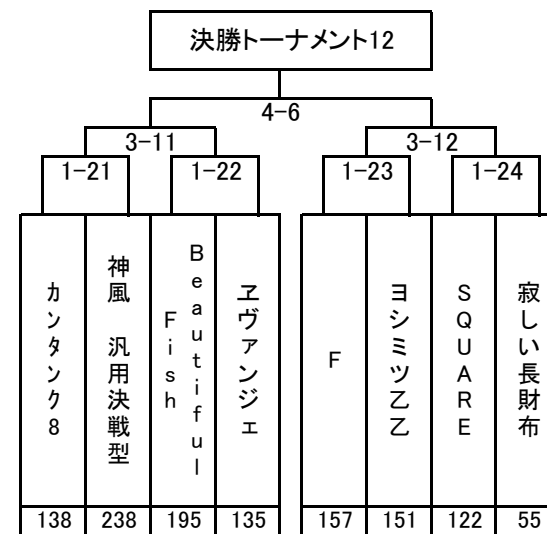 決勝トーナメント12
4-6
3-11
3-12
1-21
1-22
1-23
1-24
カンタンク8
神風 汎用決戦型
Beautiful
Fish
ヱヴァンジェ
F
ヨシミツ乙乙
SQUARE
寂しい長財布
138
238
195
135
157
151
122
55